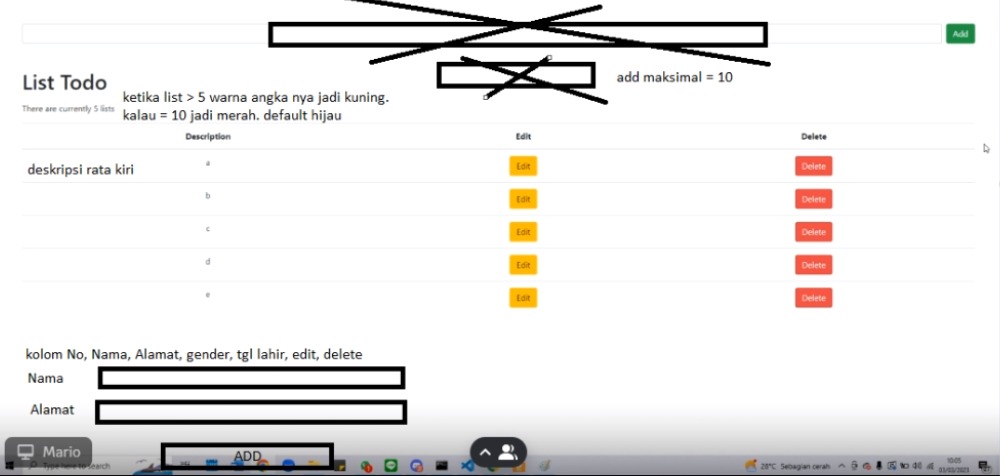 Add
List Todo
add maksimal = 10
There are currently 5 lists
ketika list > 5 warna angka nya jadi kuning.
kalau = 10 jadi merah. default hijau
Description Edit Delete
deskripsi rata kiri
a Edit Delete
b Edit Delete
c Edit Delete
d Edit Delete
e Edit Delete
kolom No, Nama, Alamat, gender, tgl lahir, edit, delete
Nama
Alamat
ADD
Mario
Type here to search
28°C Sebagian cerah
10:05
01/03/2023